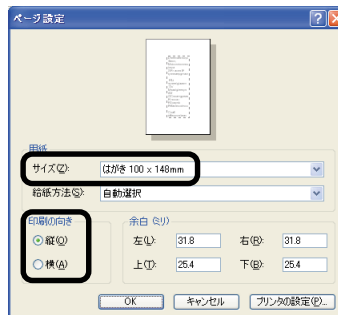 ページ設定
用紙
サイズ(Z): はがき 100 x 148mm
給紙方法(S): 自動選択
印刷の向き 余白 (ミリ)
縦(O) 左(L): 31.8 右(R): 31.8
横(A) 上(T): 25.4 下(B): 25.4
OK キャンセル プリンタの設定(P)...